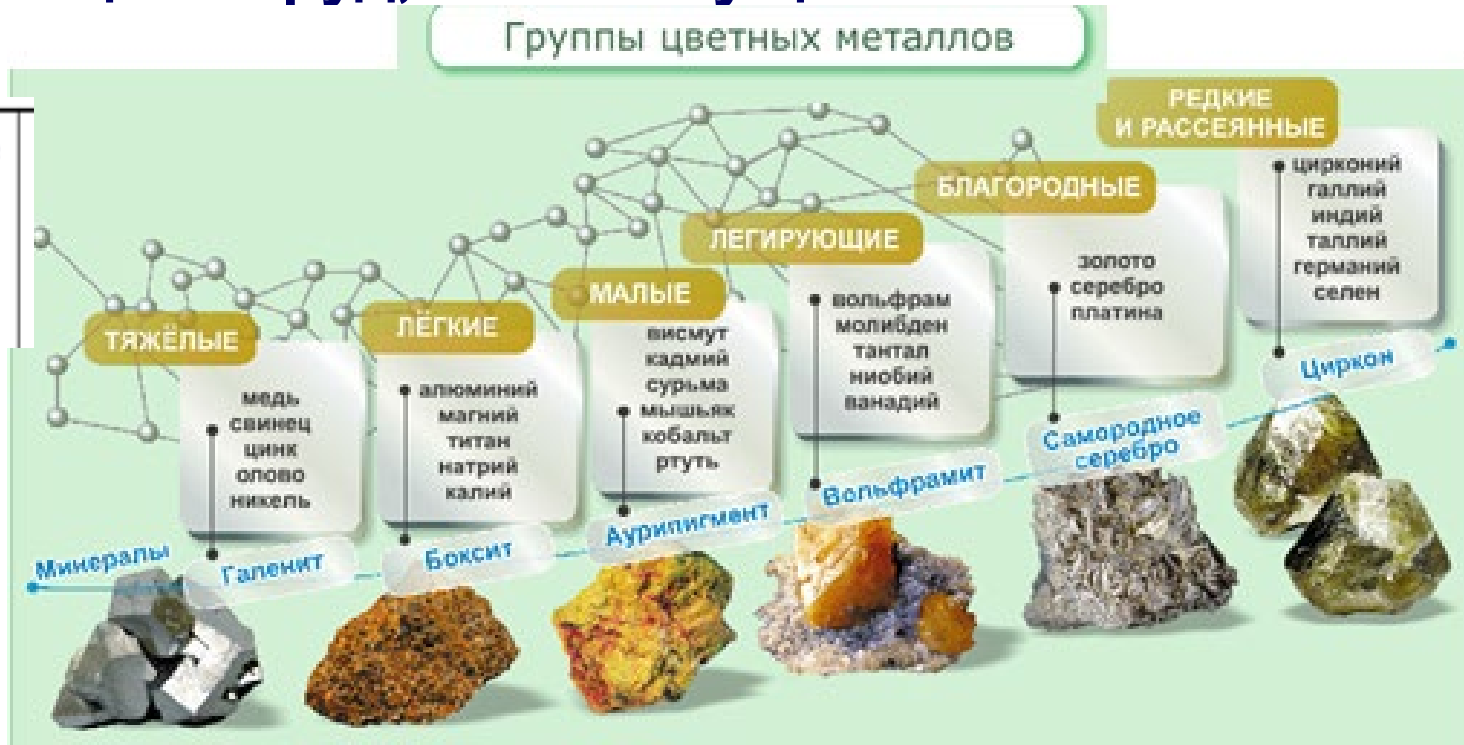 Группы цветных металлов
ТЯЖЁЛЫЕ
медь
свинец
цинк
олово
никель
ЛЁГКИЕ
алюминий
магний
титан
натрий
калий
МАЛЫЕ
висмут
кадмий
сурьма
мышьяк
кобальт
ртуть
ЛЕГИРУЮЩИЕ
вольфрам
молибден
тантал
ниобий
ванадий
БЛАГОРОДНЫЕ
золото
серебро
платина
РЕДКИЕ
И РАССЕЯННЫЕ
цирконий
галлий
индий
таллий
германий
селен
Минералы
Галенит
Боксит
Аурипигмент
Вольфрамит
Самородное
серебро
Циркон